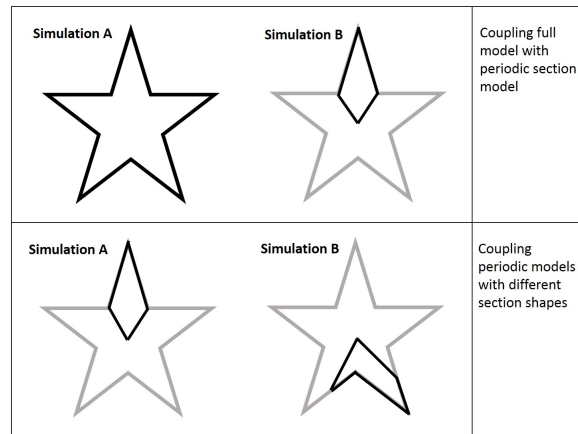 Simulation A
Simulation B
Coupling full
model with
periodic section
model
Simulation A
Simulation B
Coupling
periodic models
with different
section shapes